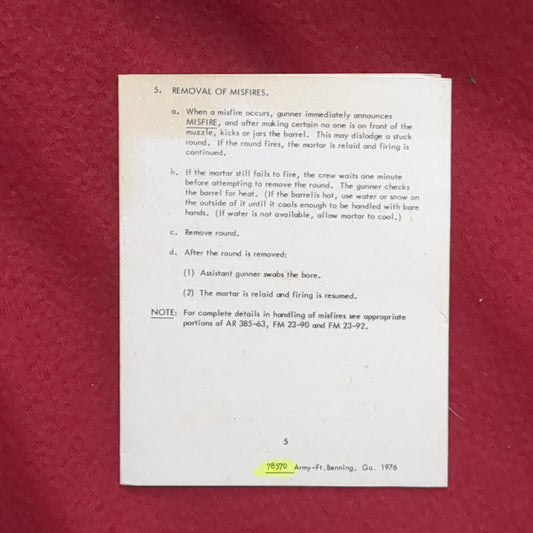 5. REMOVAL OF MISFIRES.
a. When a misfire occurs, gunner immediately announces
MISFIRE, and after making certain no one is on front of the
muzzle, kicks or jars the barrel. This may dislodge a stuck
round. If the round fires, the mortar is relaid and firing is
continued.
b. If the mortar still fails to fire, the crew waits one minute
before attempting to remove the round. The gunner checks
the barrel for heat. (If the barrelis hot, use water or snow on
the outside of it until it cools enough to be handled with bare
hands. (If water is not available, allow mortar to cool.)
c. Remove round.
d. After the round is removed:
(1) Assistant gunner swabs the bore.
(2) The mortar is relaid and firing is resumed.
NOTE: For complete details in handling of misfires see appropriate
portions of AR 385-63, FM 23-90 and FM 23-92.
5
78570 Army-Ft.Benning, Ga. 1976